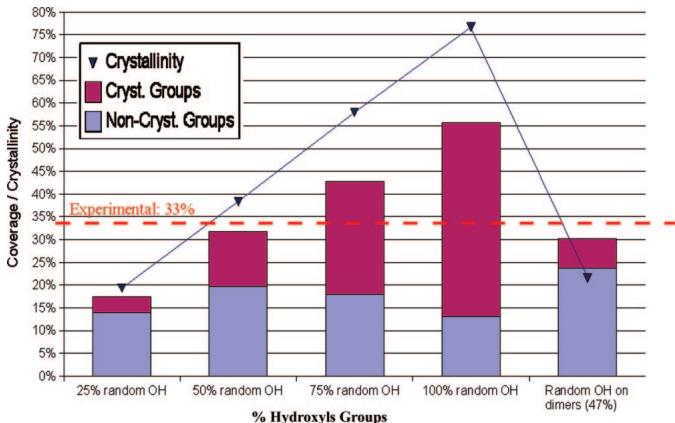 80%
75%
70%
65%
60%
55%
50%
45%
40%
35%
30%
25%
20%
15%
10%
5%
0%
Coverage / Crystallinity
Crystallinity
Cryst. Groups
Non-Cryst. Groups
Experimental: 33%
25% random OH
50% random OH
75% random OH
100% random OH
Random OH on
dimers (47%)
% Hydroxyls Groups